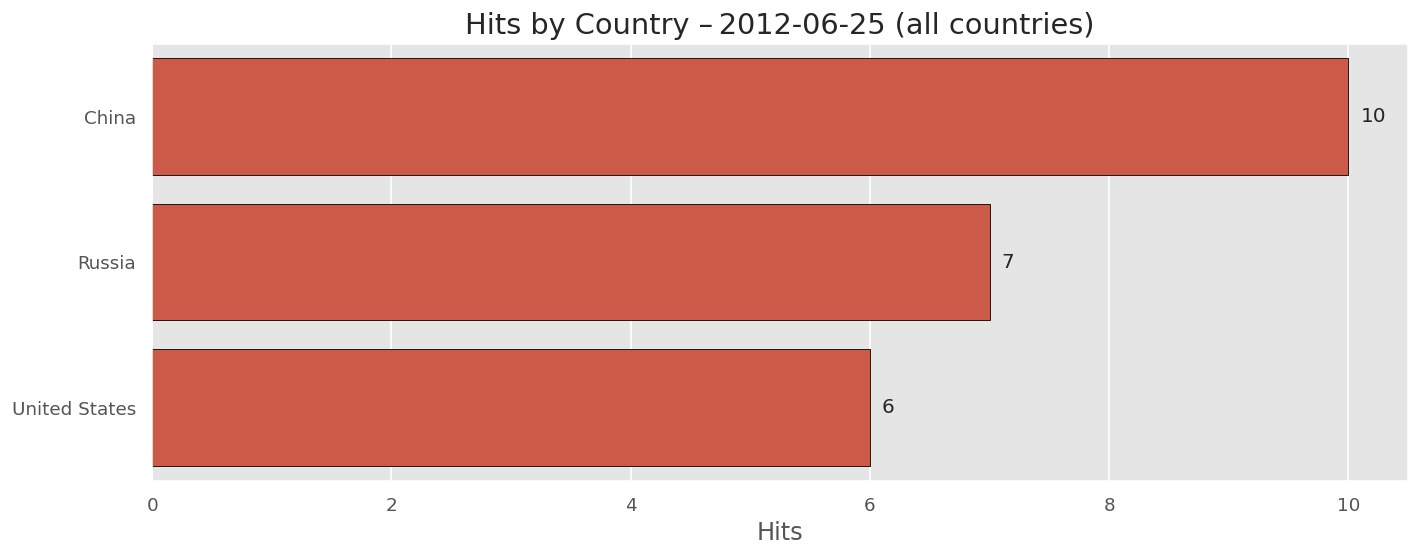 Hits by Country – 2012-06-25 (all countries)
China
10
Russia
7
United States
6
0 2 4 6 8 10
Hits